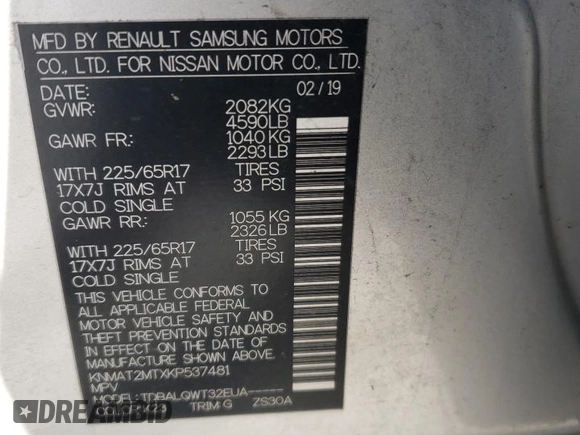 MFD BY RENAULT SAMSUNG MOTORS
CO., LTD. FOR NISSAN MOTOR CO., LTD.
DATE: 02/19
GVWR: 2082KG
4590LB
GAWR FR: 1040KG
2293LB
WITH 225/65R17 TIRES
17X7J RIMS AT 33 PSI
COLD SINGLE
GAWR RR: 1055 KG
2326LB
WITH 225/65R17 TIRES
17X7J RIMS AT 33 PSI
COLD SINGLE
THIS VEHICLE CONFORMS TO
ALL APPLICABLE FEDERAL
MOTOR VEHICLE SAFETY AND
THEFT PREVENTION STANDARDS
IN EFFECT ON THE DATE OF
MANUFACTURE SHOWN ABOVE.
KNMAT2MTXKP537481
MPV
MODEL: TDBALQWT32EUA-----
TRIM: G ZS30A
DIDORCAR